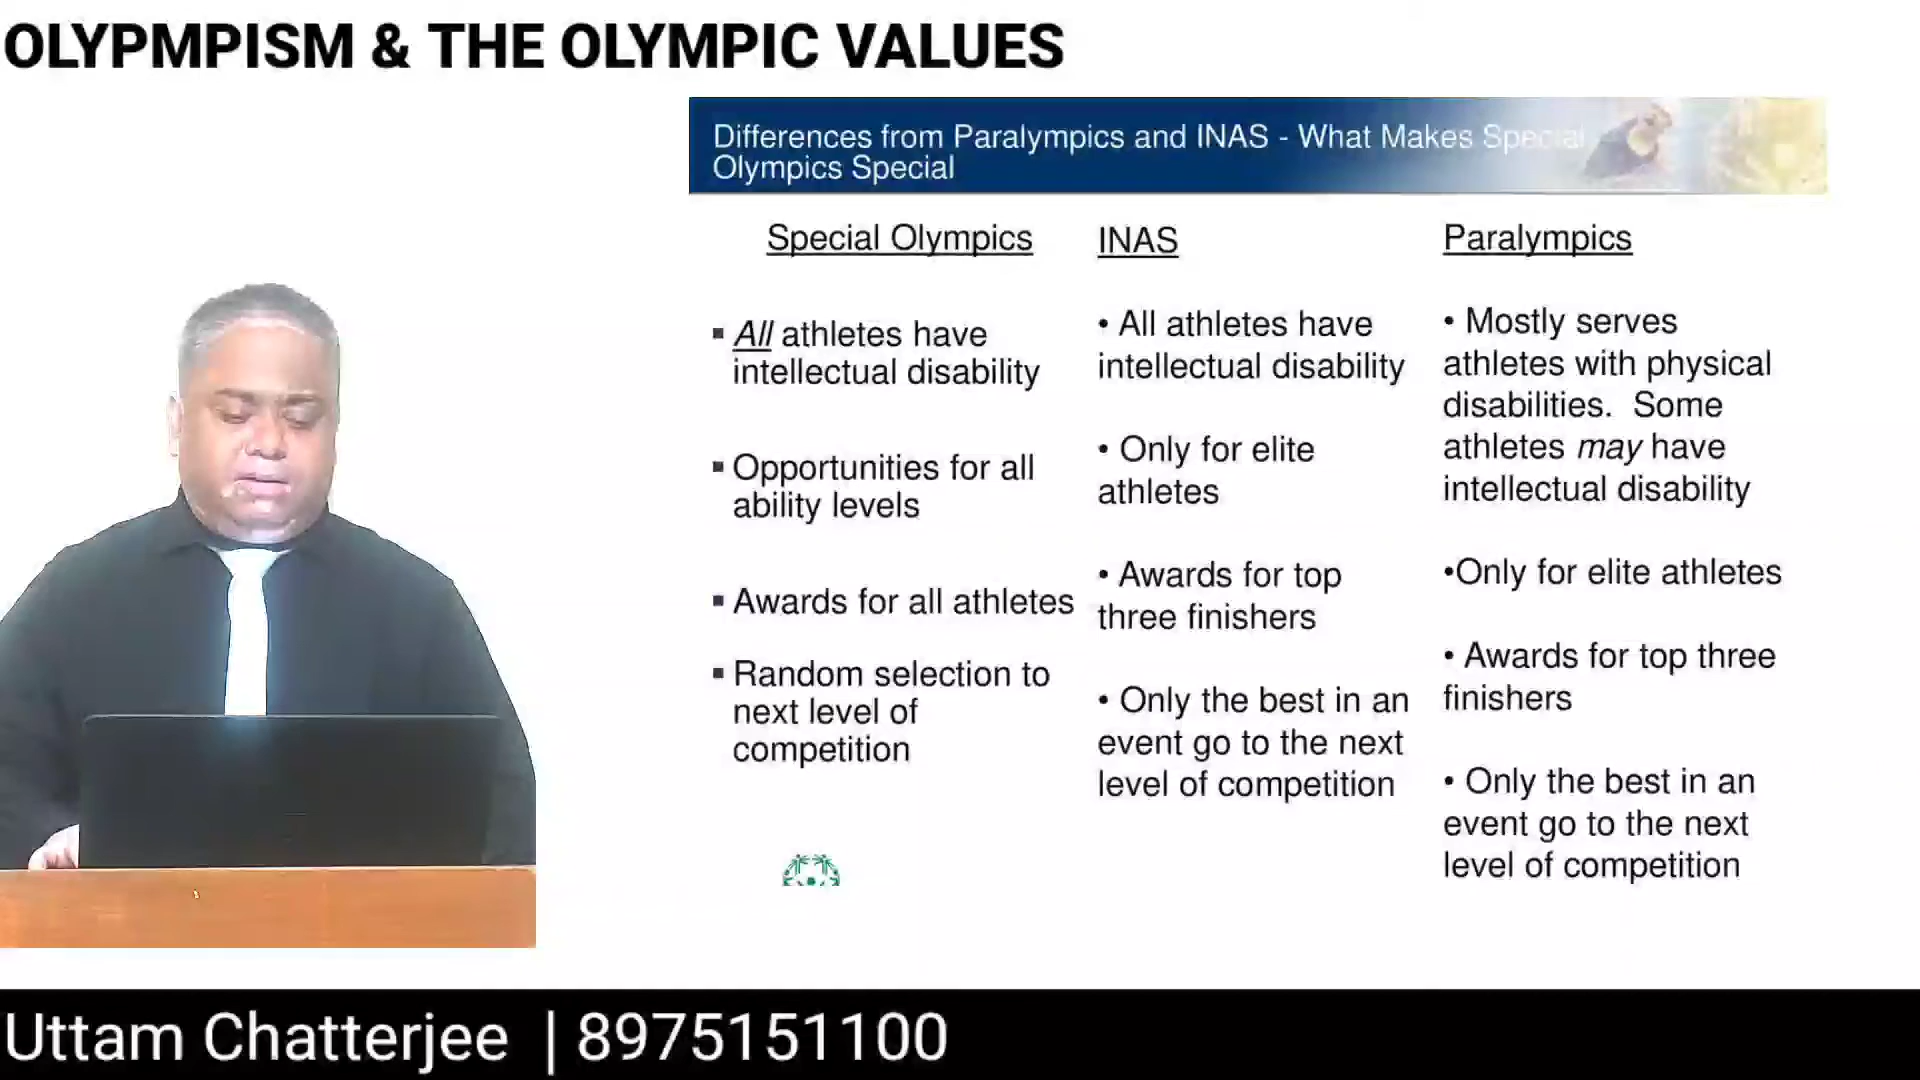 OLYPMPISM & THE OLYMPIC VALUES
Differences from Paralympics and INAS - What Makes Special
Olympics Special
Special Olympics
▪ All athletes have
intellectual disability
▪ Opportunities for all
ability levels
▪ Awards for all athletes
▪ Random selection to
next level of
competition
INAS
• All athletes have
intellectual disability
• Only for elite
athletes
• Awards for top
three finishers
• Only the best in an
event go to the next
level of competition
Paralympics
• Mostly serves
athletes with physical
disabilities. Some
athletes may have
intellectual disability
•Only for elite athletes
• Awards for top three
finishers
• Only the best in an
event go to the next
level of competition
Uttam Chatterjee | 8975151100